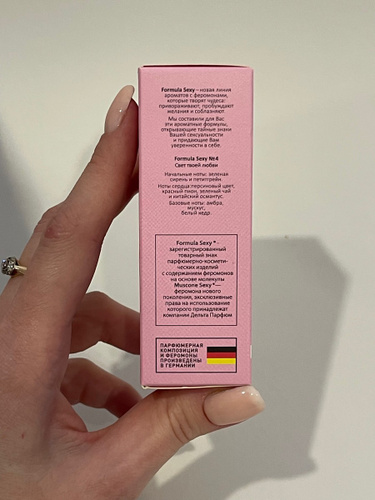 Formula Sexy – новая линия
ароматов с феромонами,
которые творят чудеса:
привораживают, пробуждают
желания и соблазняют.
Мы составили для Вас
эти ароматные формулы,
открывающие тайные знаки
Вашей сексуальности
и придающие Вам
уверенности в себе.
Formula Sexy №4
Свет твоей любви
Начальные ноты: зеленая
сирень и петитгрейн.
Ноты сердца:персиковый цвет,
красный пион, зеленый чай
и китайский османтус.
Базовые ноты: амбра,
мускус,
белый кедр.
Formula Sexy * -
зарегистрированный
товарный знак
парфюмерно-космети-
ческих изделий
с содержанием феромонов
на основе молекулы
Muscone Sexy *—
феромона нового
поколения, эксклюзивные
права на использование
которого принадлежат
компании Дельта Парфюм
ПАРФЮМЕРНАЯ
КОМПОЗИЦИЯ
И ФЕРОМОНЫ
ПРОИЗВЕДЕНЫ
В ГЕРМАНИИ